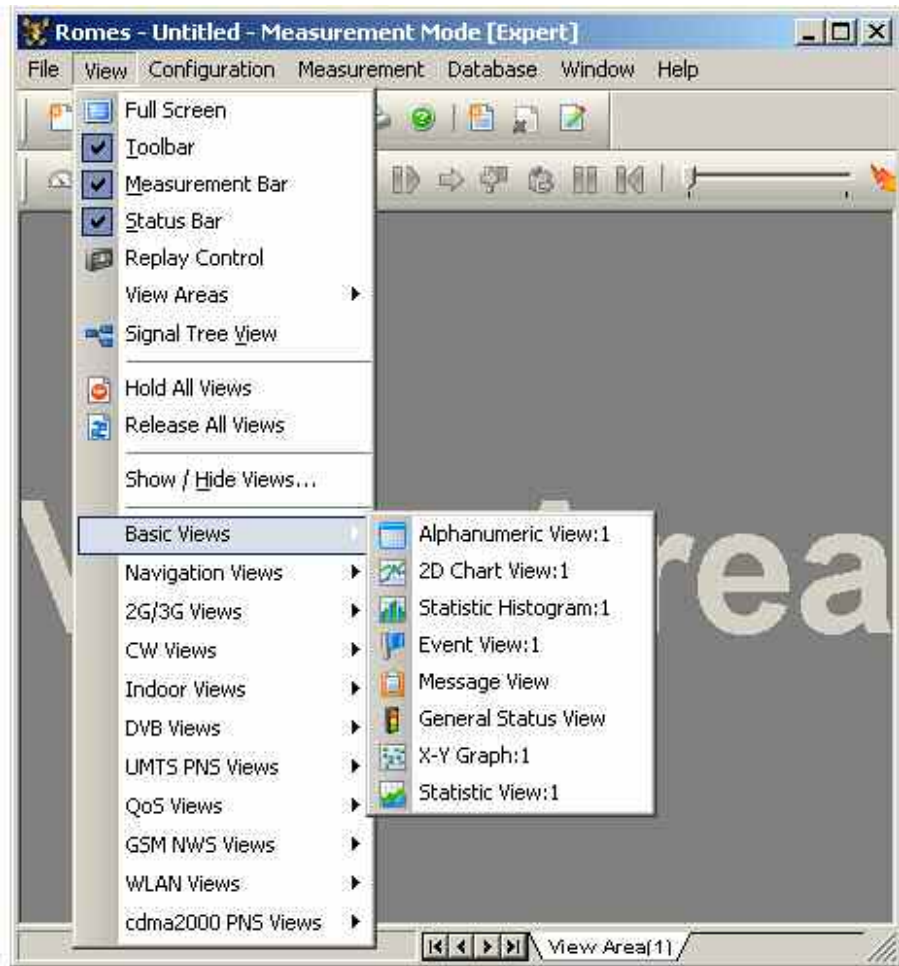 Romes - Untitled - Measurement Mode [Expert]
File View Configuration Measurement Database Window Help
Full Screen
Toolbar
Measurement Bar
Status Bar
Replay Control
View Areas
Signal Tree View
Hold All Views
Release All Views
Show / Hide Views...
Basic Views
Navigation Views
2G/3G Views
CW Views
Indoor Views
DVB Views
UMTS PNS Views
QoS Views
GSM NWS Views
WLAN Views
cdma2000 PNS Views
Alphanumeric View:1
2D Chart View:1
Statistic Histogram:1
Event View:1
Message View
General Status View
X-Y Graph:1
Statistic View:1
View Area(1)